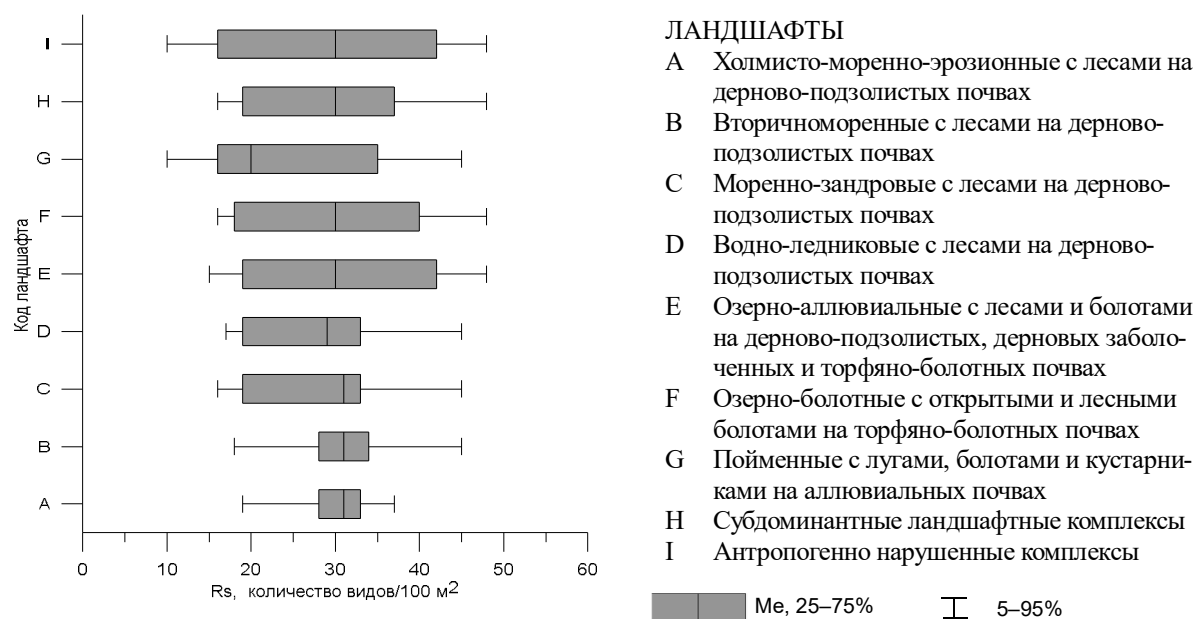 I
H
G
F
E
D
C
B
A
Код ландшафта
0 10 20 30 40 50 60
Rs, количество видов/100 м²
ЛАНДШАФТЫ
A Холмисто-моренно-эрозионные с лесами на
дерново-подзолистых почвах
B Вторичноморенные с лесами на дерново-
подзолистых почвах
C Моренно-зандровые с лесами на дерново-
подзолистых почвах
D Водно-ледниковые с лесами на дерново-
подзолистых почвах
E Озерно-аллювиальные с лесами и болотами
на дерново-подзолистых, дерновых заболо-
ченных и торфяно-болотных почвах
F Озерно-болотные с открытыми и лесными
болотами на торфяно-болотных почвах
G Пойменные с лугами, болотами и кустарни-
ками на аллювиальных почвах
H Субдоминантные ландшафтные комплексы
I Антропогенно нарушенные комплексы
Me, 25–75% 5–95%